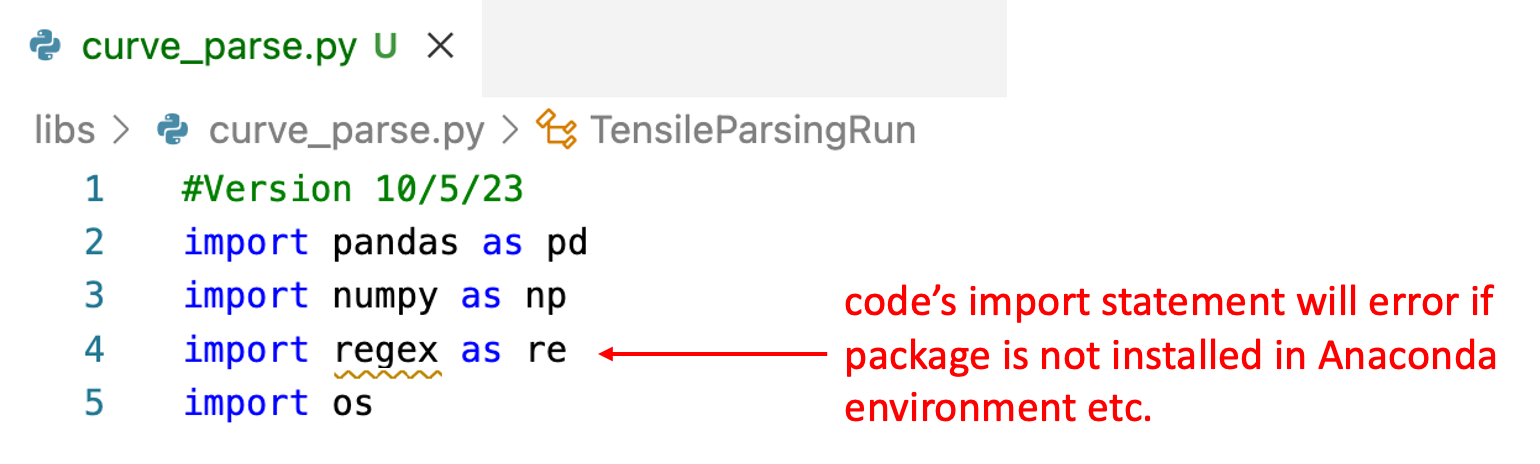 curve_parse.py U ×
libs > curve_parse.py > TensileParsingRun
1 #Version 10/5/23
2 import pandas as pd
3 import numpy as np
4 import regex as re
5 import os
code’s import statement will error if
package is not installed in Anaconda
environment etc.